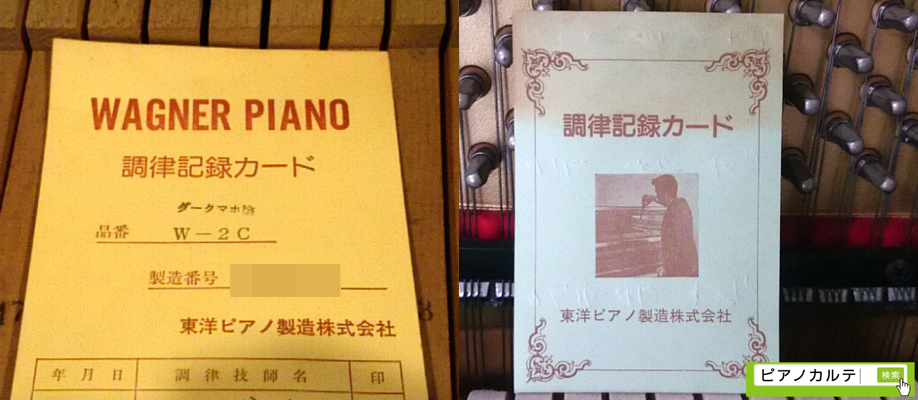 WAGNER PIANO
調律記録カード
ダークマホ塗
品番 W-2C
製造番号
東洋ピアノ製造株式会社
年月日 調律技師名 印
調律記録カード
東洋ピアノ製造株式会社
ピアノカルテ 検索